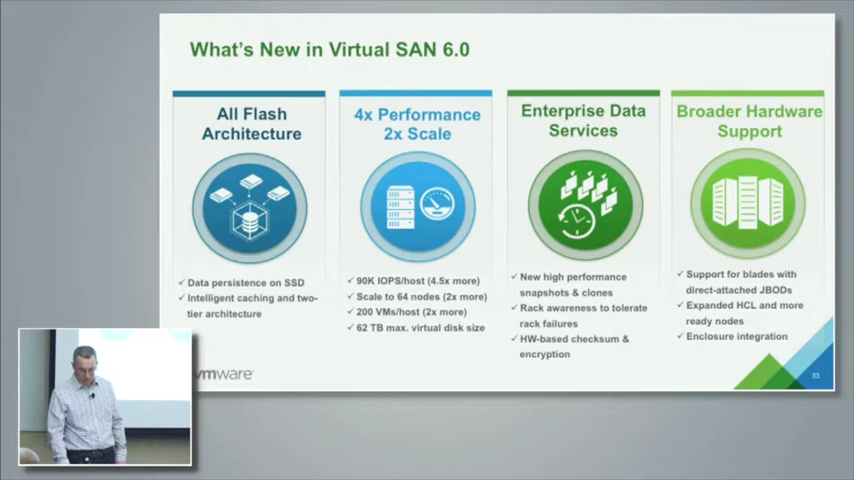 What's New in Virtual SAN 6.0
All Flash
Architecture
✓ Data persistence on SSD
✓ Intelligent caching and two-
tier architecture
4x Performance
2x Scale
✓ 90K IOPS/host (4.5x more)
✓ Scale to 64 nodes (2x more)
✓ 200 VMs/host (2x more)
✓ 62 TB max. virtual disk size
Enterprise Data
Services
✓ New high performance
snapshots & clones
✓ Rack awareness to tolerate
rack failures
✓ HW-based checksum &
encryption
Broader Hardware
Support
✓ Support for blades with
direct-attached JBODs
✓ Expanded HCL and more
ready nodes
✓ Enclosure integration
vmware
33